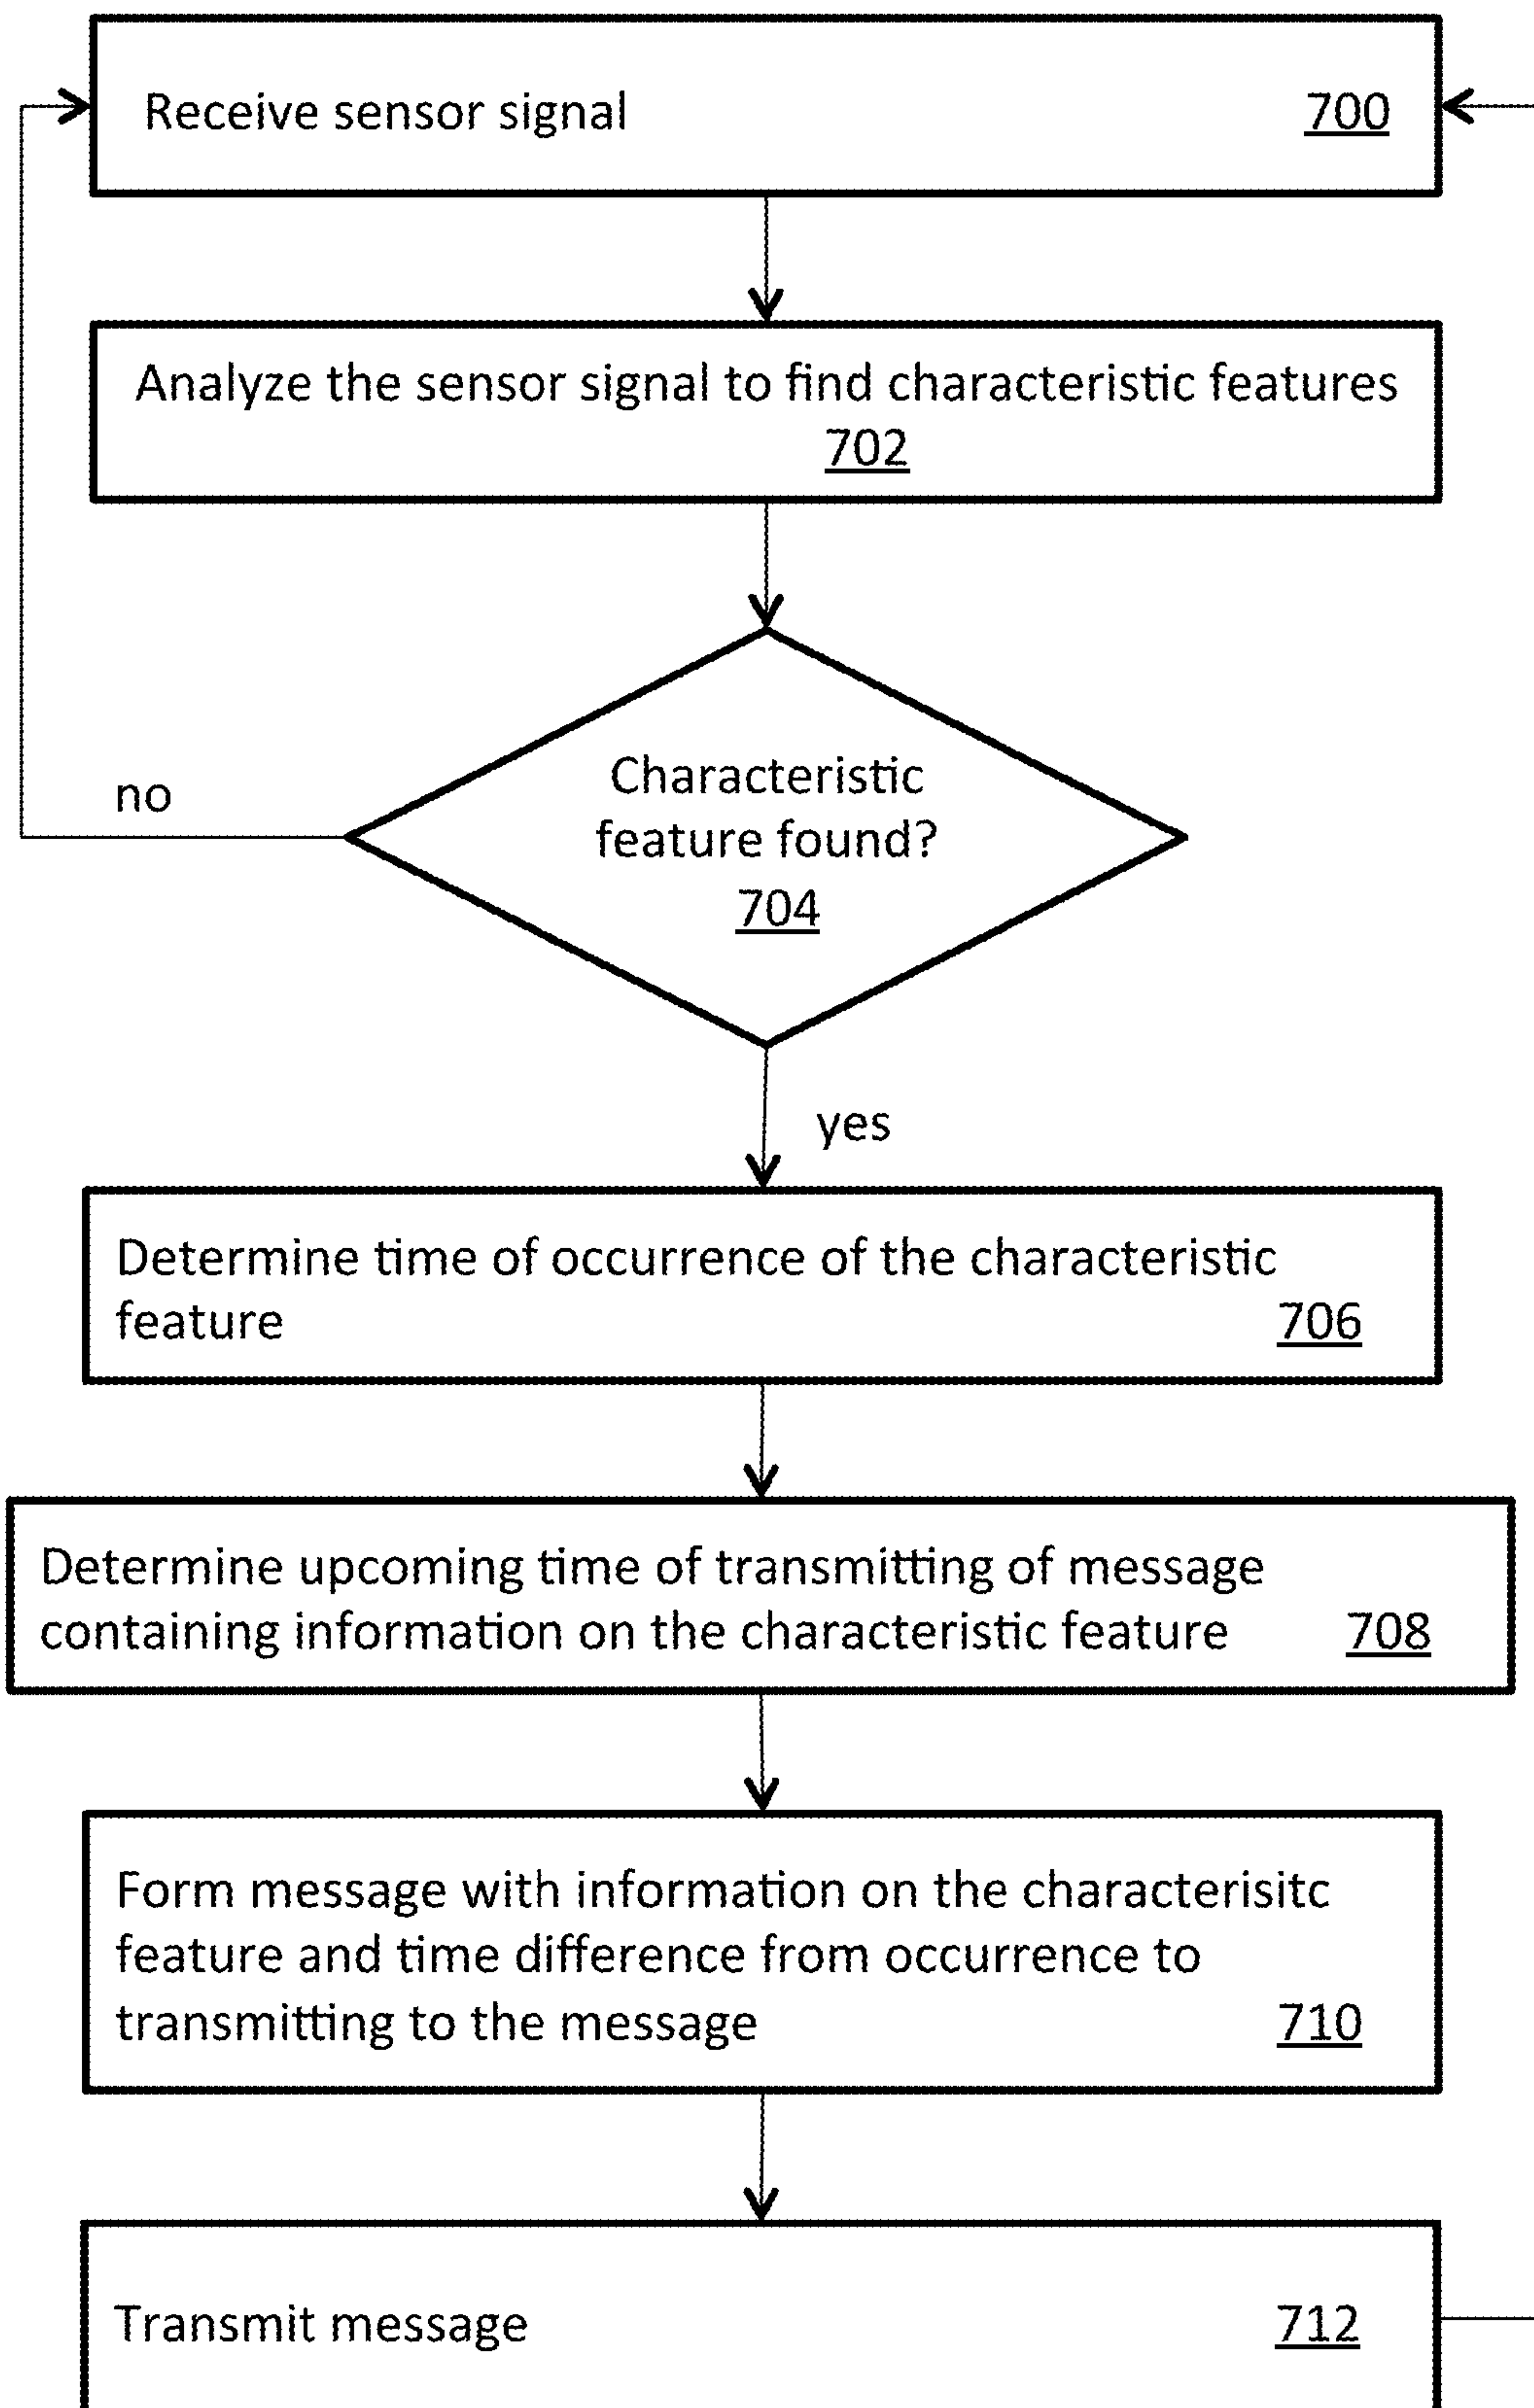 Receive sensor signal 700
Analyze the sensor signal to find characteristic features
702
Characteristic
feature found?
704
no
yes
Determine time of occurrence of the characteristic
feature 706
Determine upcoming time of transmitting of message
containing information on the characteristic feature 708
Form message with information on the characterisitc
feature and time difference from occurrence to
transmitting to the message 710
Transmit message 712